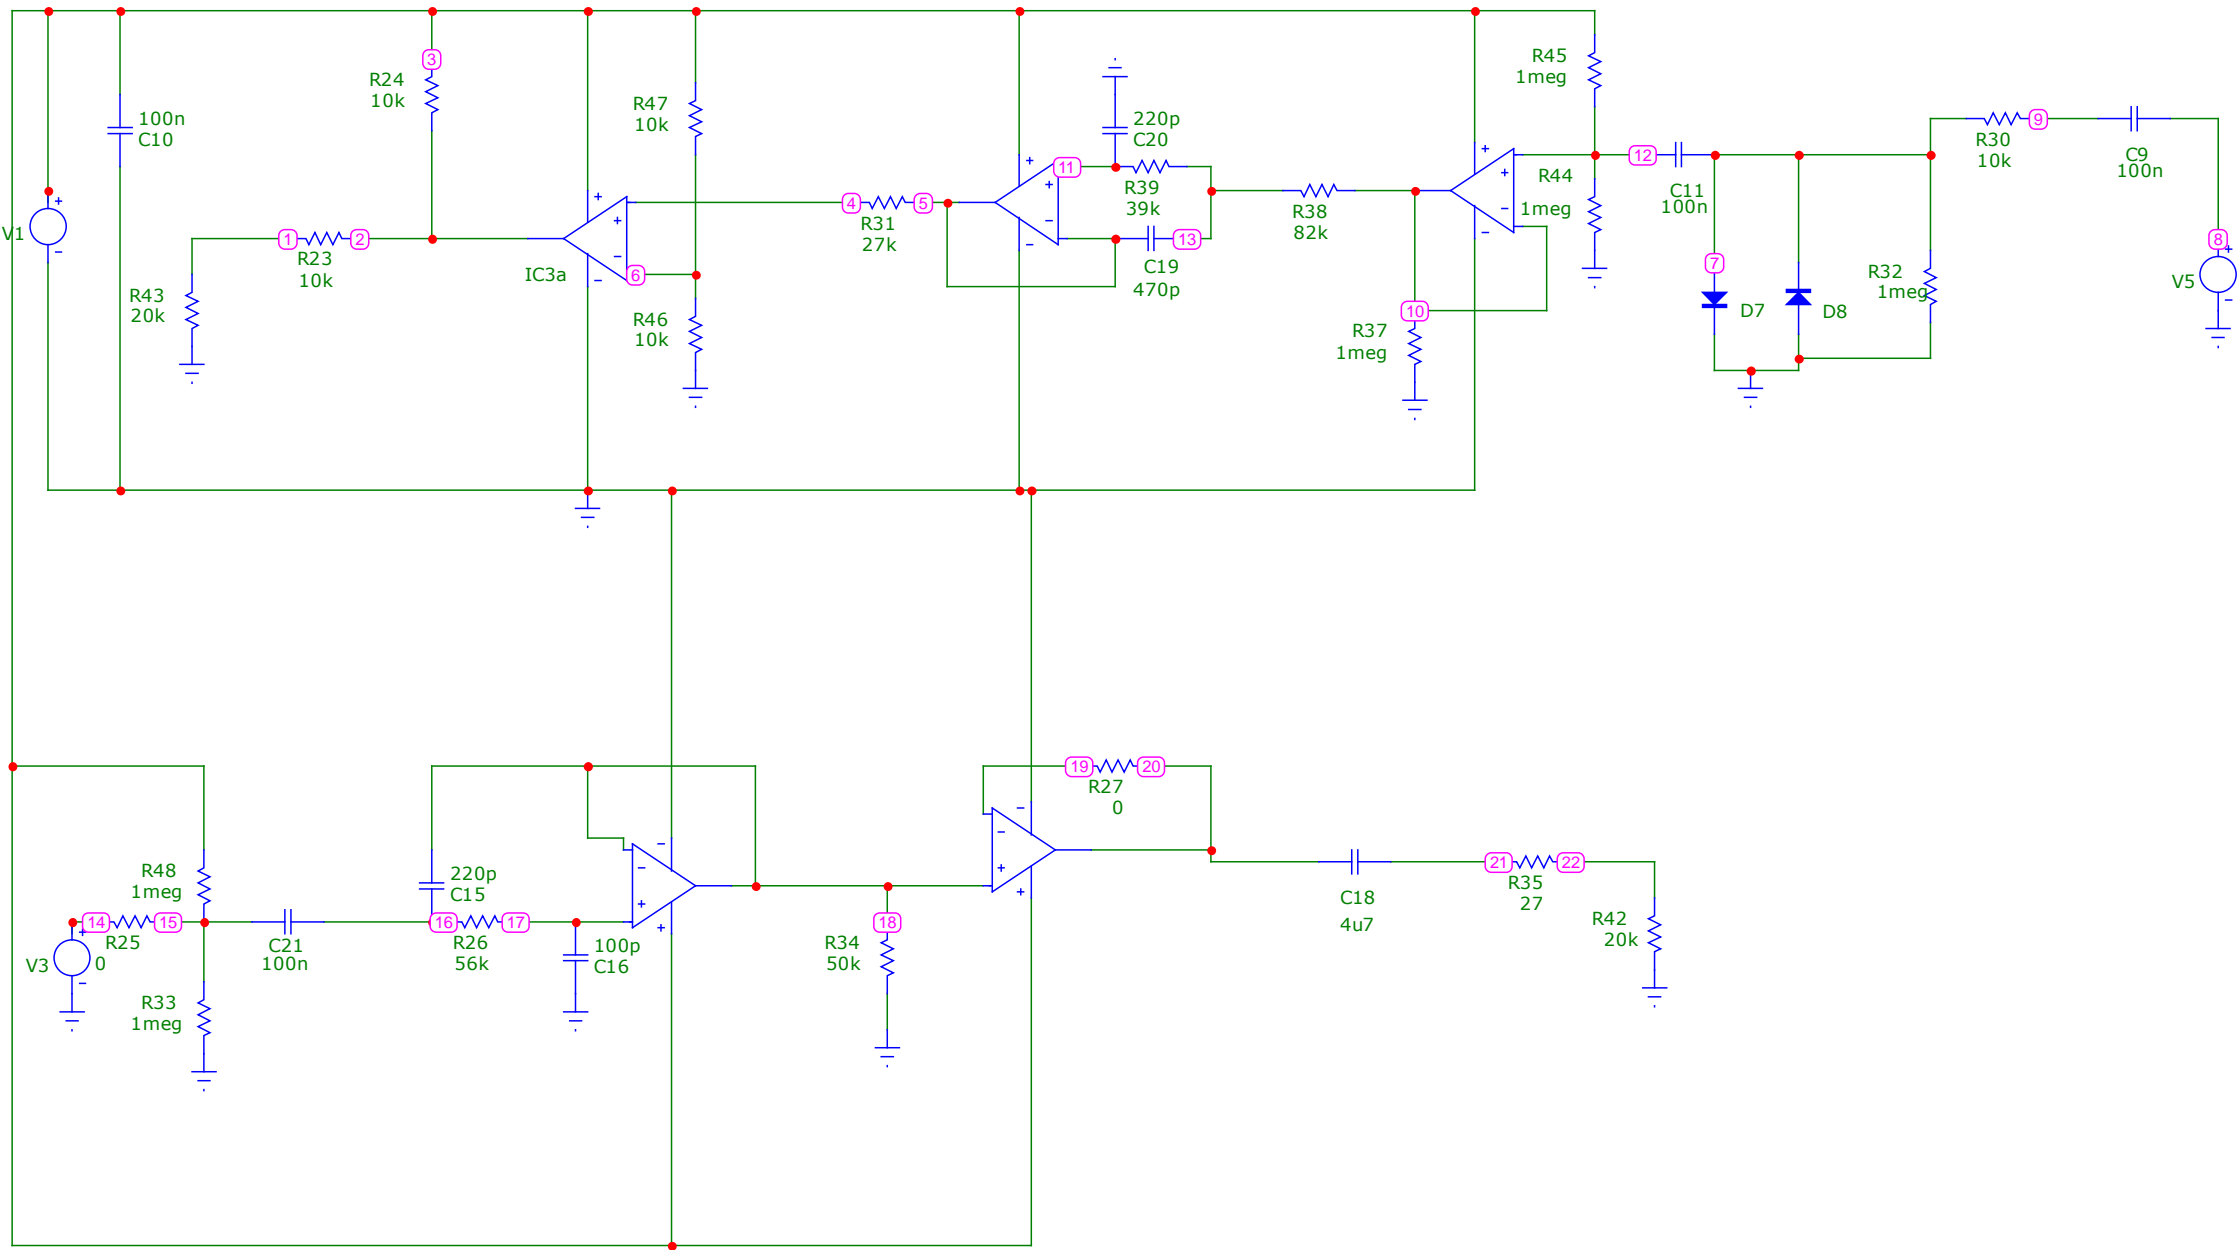 3
R24
10k
R47
10k
R45
1meg
100n
C10
220p
C20
R30
10k
9
C9
100n
12
C11
100n
11
R39
39k
R44
1meg
V1
+
-
1
2
R23
10k
IC3a
6
4
5
R31
27k
C19
470p
13
R38
82k
8
V5
R43
20k
R46
10k
10
R37
1meg
7
D7
D8
R32
1meg
19
20
R27
0
R48
1meg
220p
C15
14
15
R25
0
V3
C21
100n
16
17
R26
56k
100p
C16
18
R34
50k
C18
4u7
21
22
R35
27
R42
20k
R33
1meg